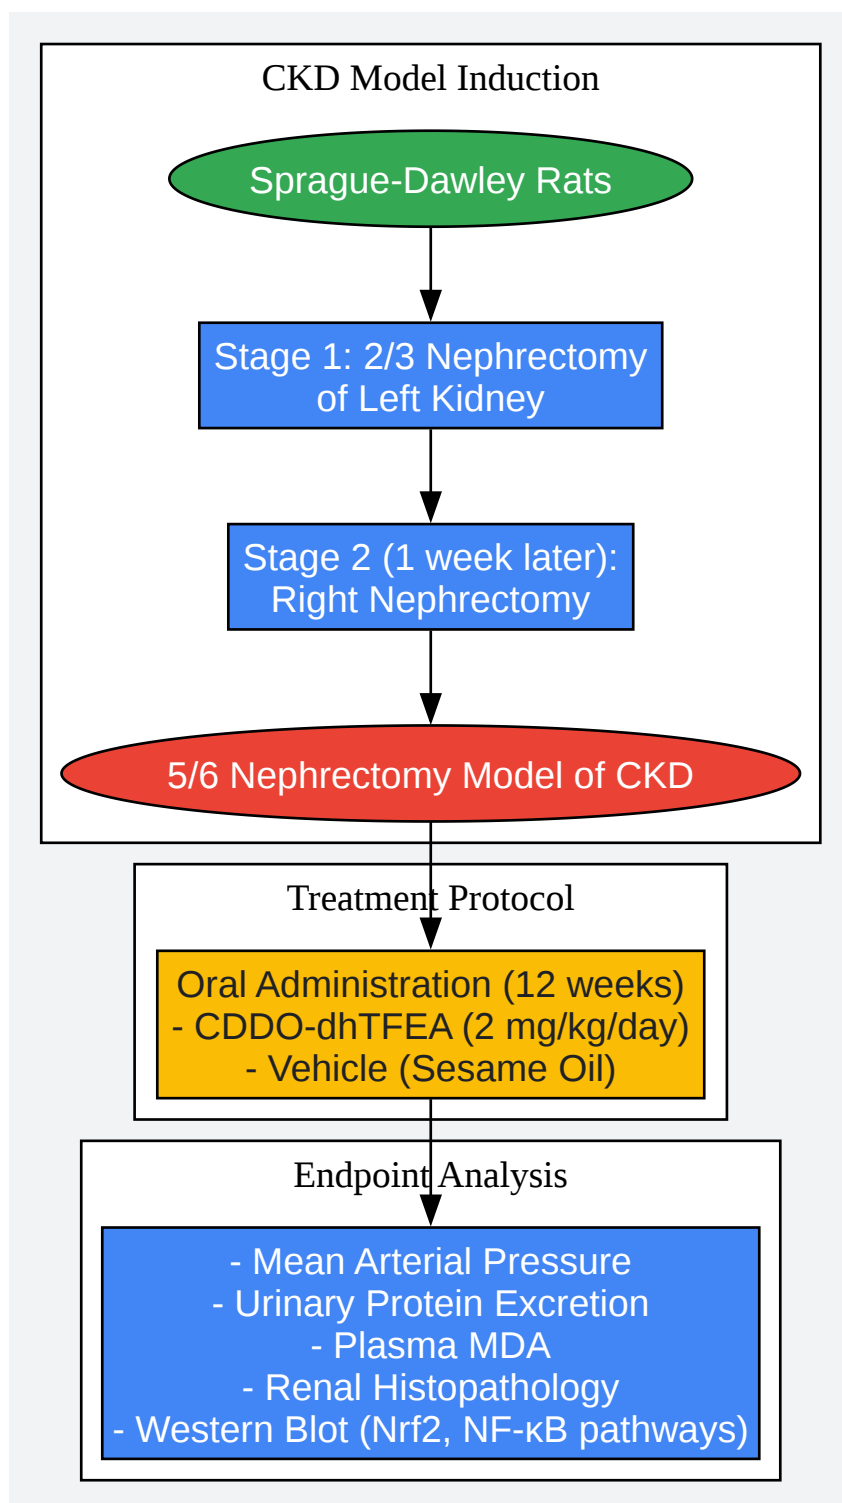 CKD Model Induction
Sprague-Dawley Rats
Stage 1: 2/3 Nephrectomy
of Left Kidney
Stage 2 (1 week later):
Right Nephrectomy
5/6 Nephrectomy Model of CKD
Treatment Protocol
Oral Administration (12 weeks)
- CDDO-dhTFEA (2 mg/kg/day)
- Vehicle (Sesame Oil)
Endpoint Analysis
- Mean Arterial Pressure
- Urinary Protein Excretion
- Plasma MDA
- Renal Histopathology
- Western Blot (Nrf2, NF-κB pathways)